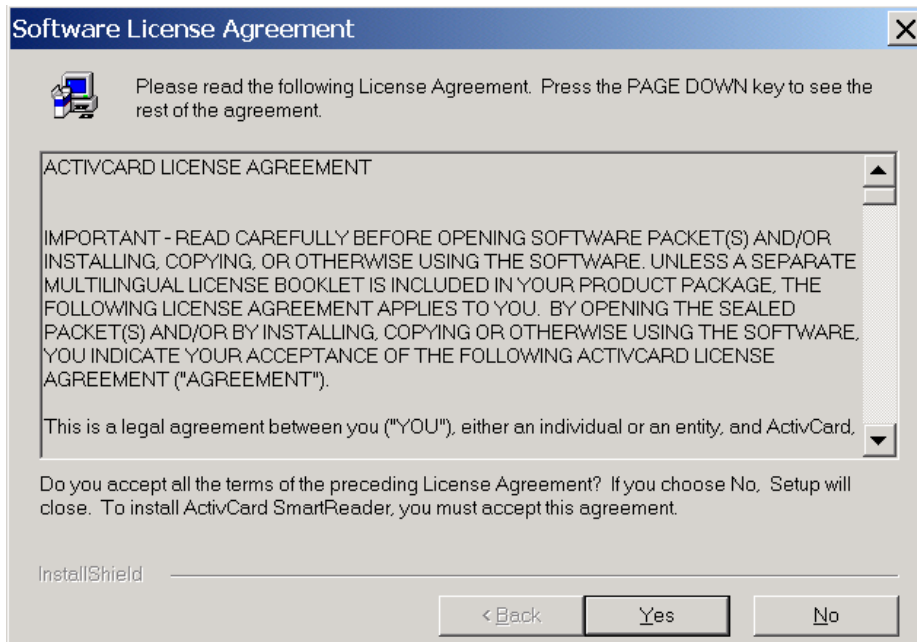 Software License Agreement
Please read the following License Agreement. Press the PAGE DOWN key to see the
rest of the agreement.
ACTIVCARD LICENSE AGREEMENT
IMPORTANT - READ CAREFULLY BEFORE OPENING SOFTWARE PACKET(S) AND/OR
INSTALLING, COPYING, OR OTHERWISE USING THE SOFTWARE. UNLESS A SEPARATE
MULTILINGUAL LICENSE BOOKLET IS INCLUDED IN YOUR PRODUCT PACKAGE, THE
FOLLOWING LICENSE AGREEMENT APPLIES TO YOU. BY OPENING THE SEALED
PACKET(S) AND/OR BY INSTALLING, COPYING OR OTHERWISE USING THE SOFTWARE,
YOU INDICATE YOUR ACCEPTANCE OF THE FOLLOWING ACTIVCARD LICENSE
AGREEMENT ("AGREEMENT").
This is a legal agreement between you ("YOU"), either an individual or an entity, and ActivCard,
Do you accept all the terms of the preceding License Agreement? If you choose No, Setup will
close. To install ActivCard SmartReader, you must accept this agreement.
InstallShield
< Back Yes No